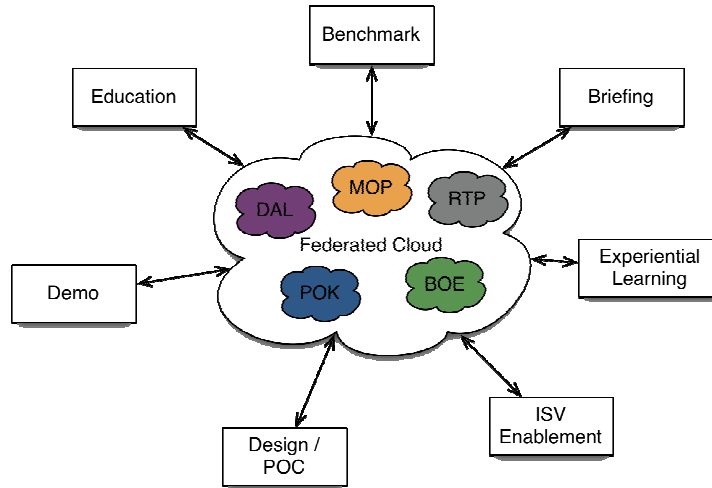 Benchmark
Education
Briefing
MOP
DAL
RTP
Federated Cloud
Experiential
Learning
Demo
POK
BOE
ISV
Enablement
Design /
POC